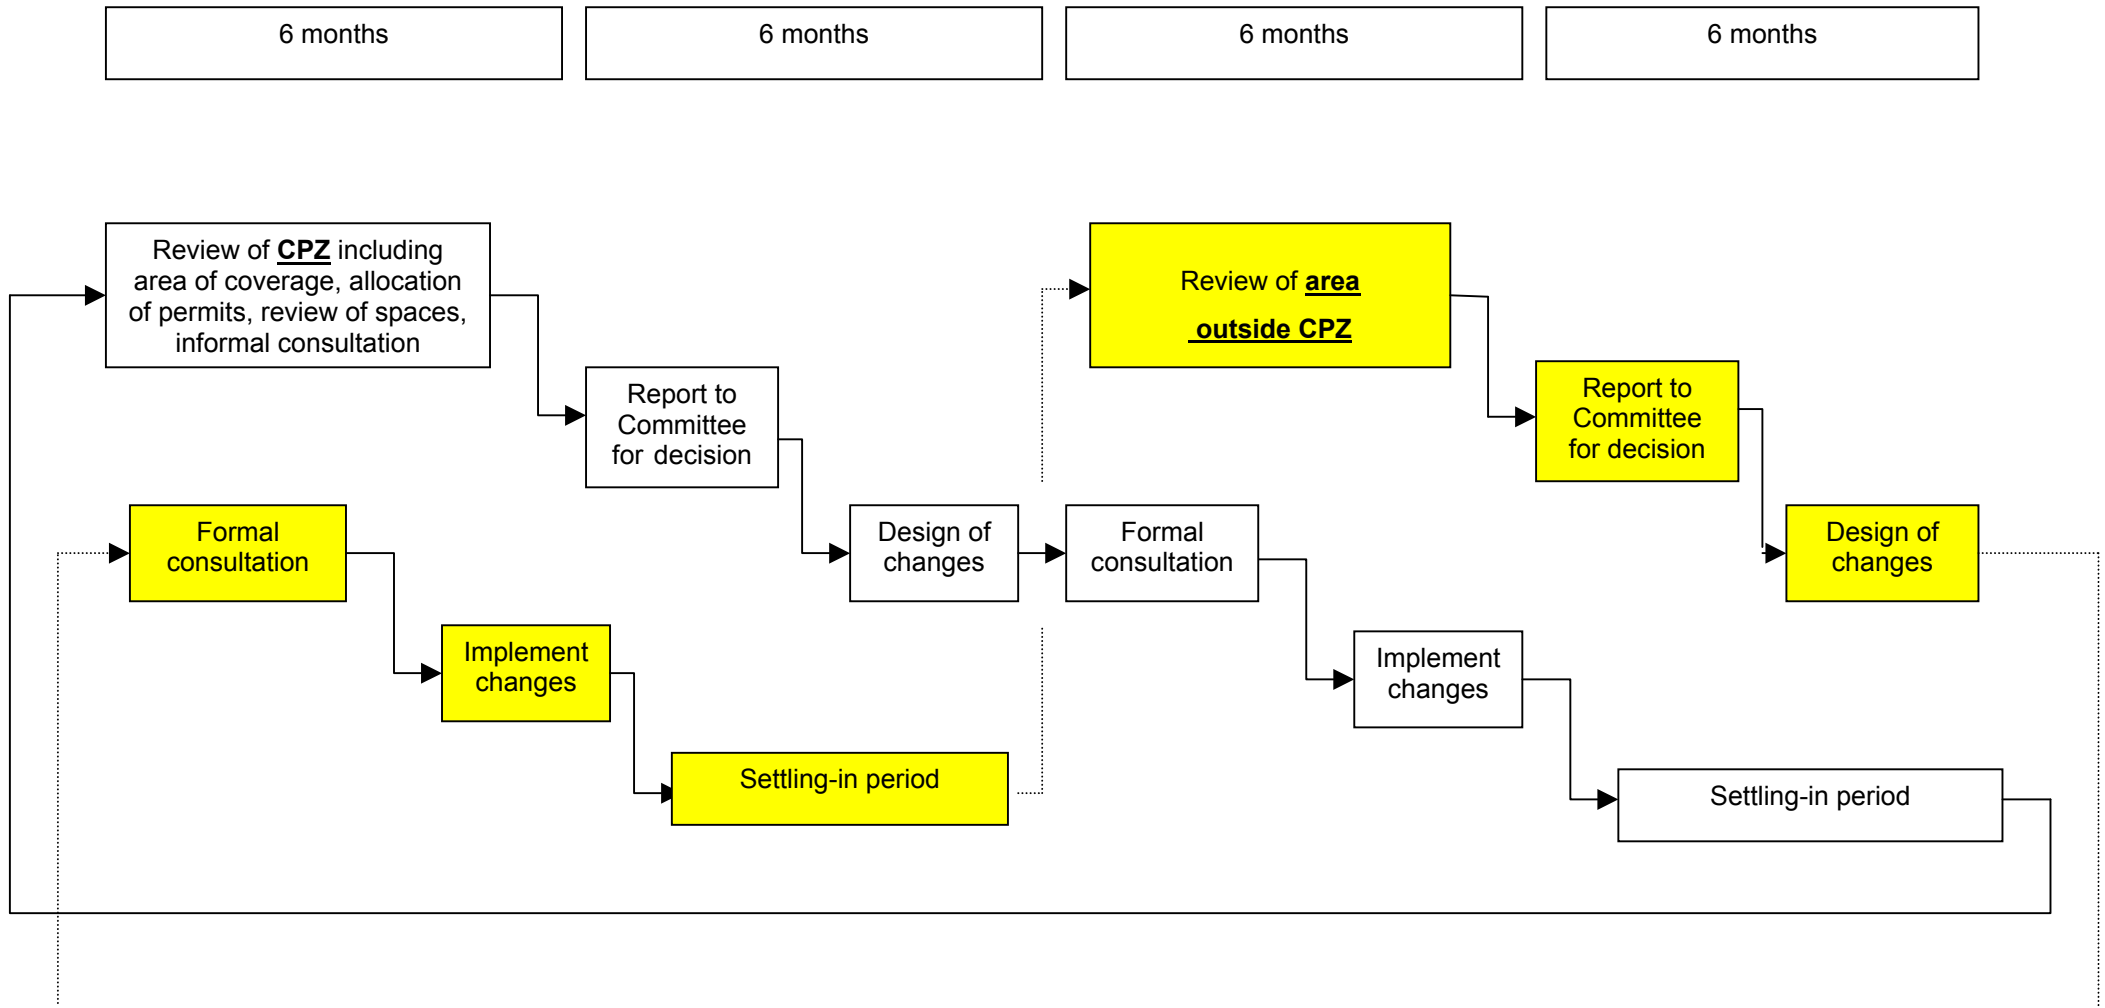 6 months
6 months
6 months
6 months
Review of CPZ including
area of coverage, allocation
of permits, review of spaces,
informal consultation
Report to
Committee
for decision
Design of
changes
Formal
consultation
Implement
changes
Settling-in period
Review of area
outside CPZ
Report to
Committee
for decision
Design of
changes
Formal
consultation
Implement
changes
Settling-in period